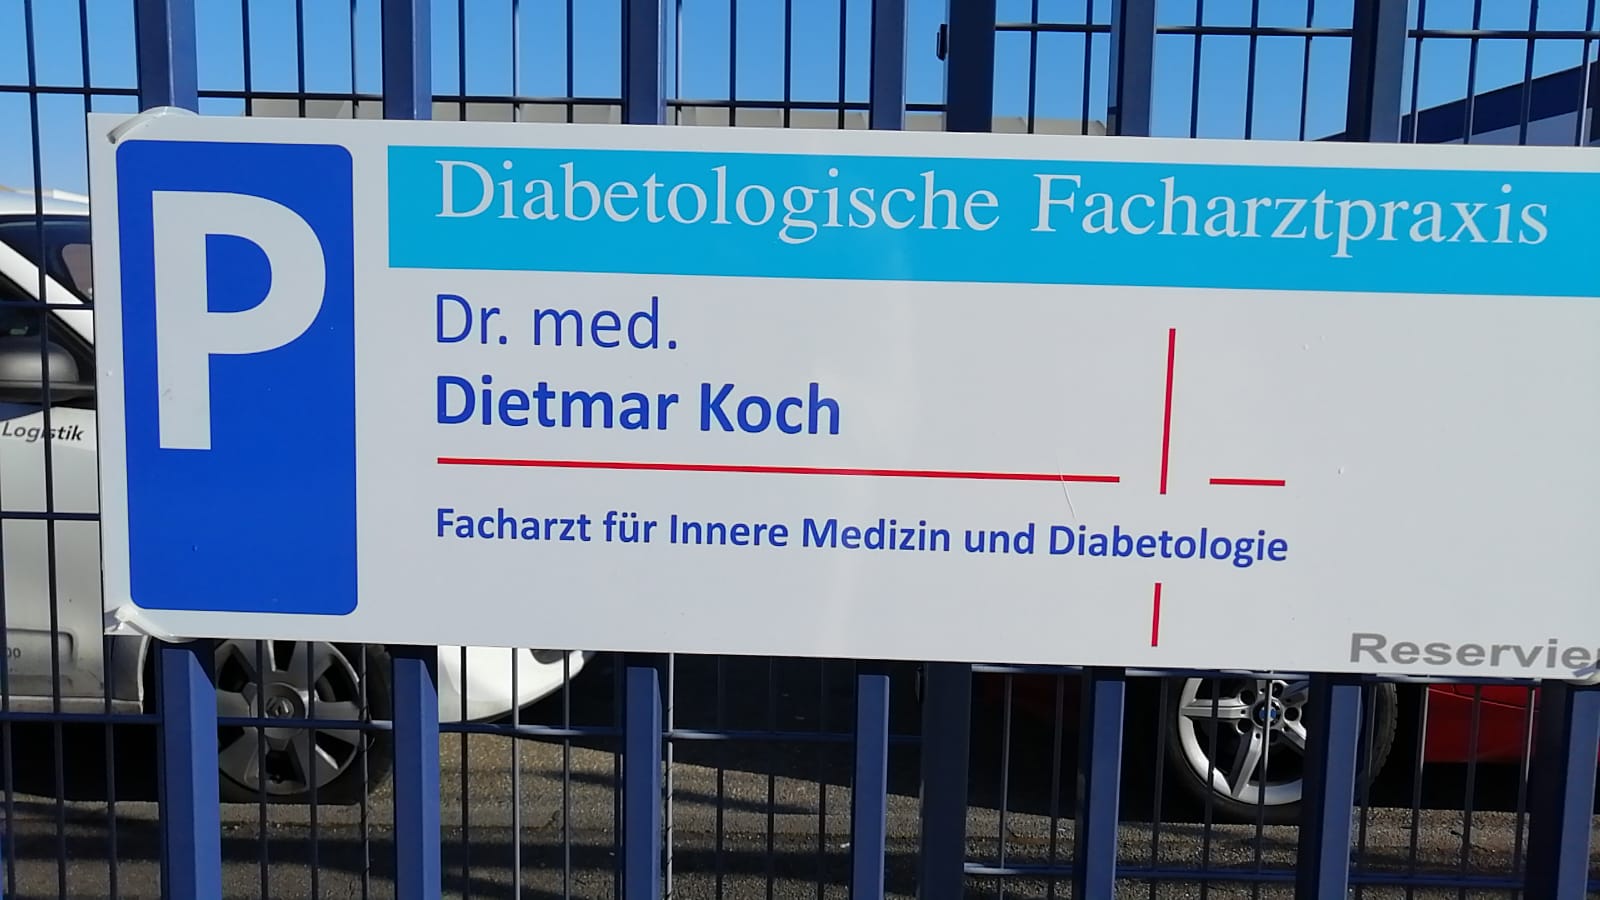 P
Diabetologische Facharztpraxis
Dr. med.
Dietmar Koch
Facharzt für Innere Medizin und Diabetologie
Logistik